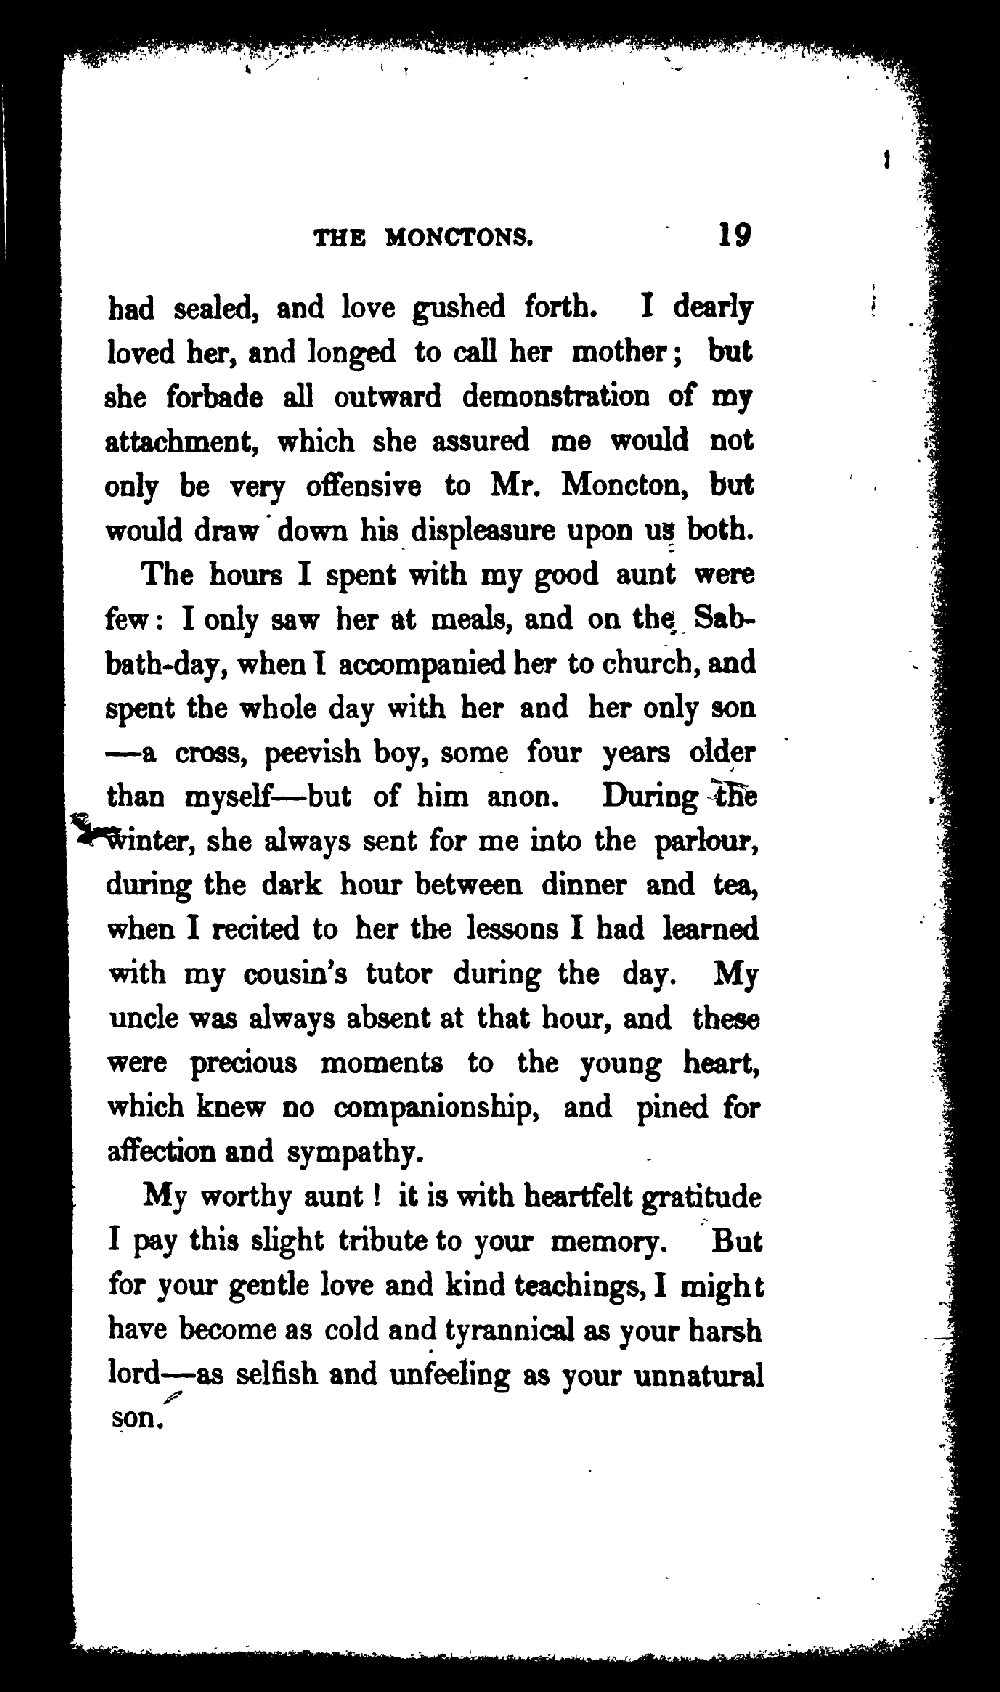 THE MONCTONS. 19
had sealed, and love gushed forth. I dearly
loved her, and longed to call her mother; but
she forbade all outward demonstration of my
attachment, which she assured me would not
only be very offensive to Mr. Moncton, but
would draw down his displeasure upon us both.
The hours I spent with my good aunt were
few: I only saw her at meals, and on the Sab-
bath-day, when I accompanied her to church, and
spent the whole day with her and her only son
—a cross, peevish boy, some four years older
than myself—but of him anon. During the
winter, she always sent for me into the parlour,
during the dark hour between dinner and tea,
when I recited to her the lessons I had learned
with my cousin's tutor during the day. My
uncle was always absent at that hour, and these
were precious moments to the young heart,
which knew no companionship, and pined for
affection and sympathy.
My worthy aunt! it is with heartfelt gratitude
I pay this slight tribute to your memory. But
for your gentle love and kind teachings, I might
have become as cold and tyrannical as your harsh
lord—as selfish and unfeeling as your unnatural
son.